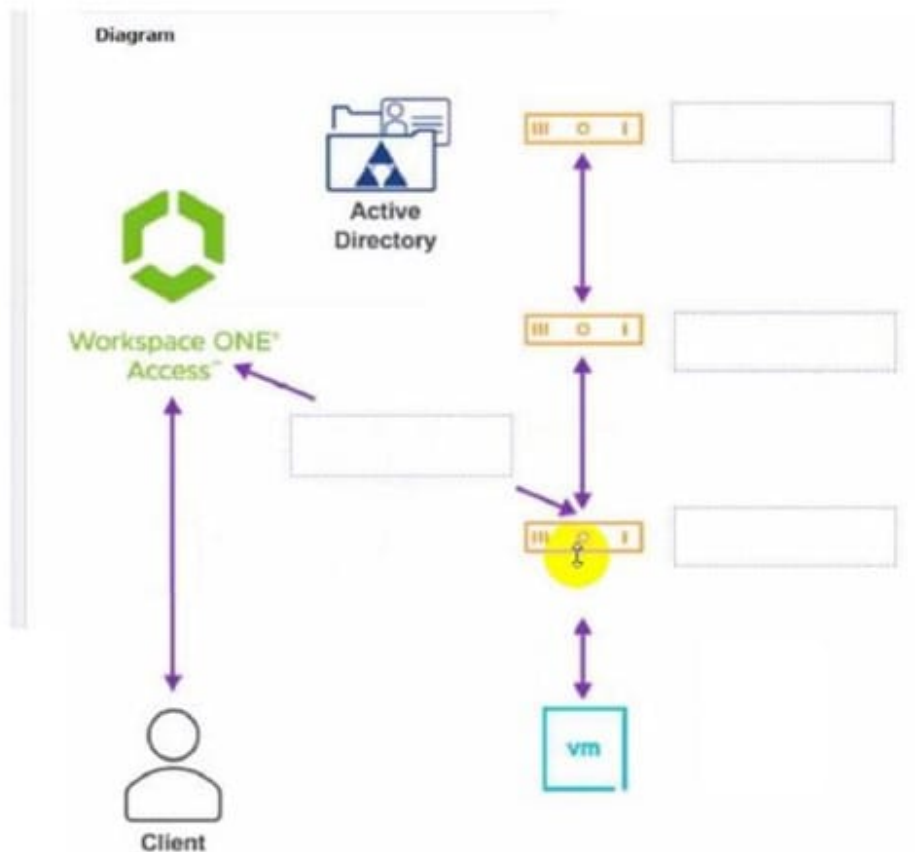 Diagram
Active
Directory
Workspace ONE®
Access™
vm
Client